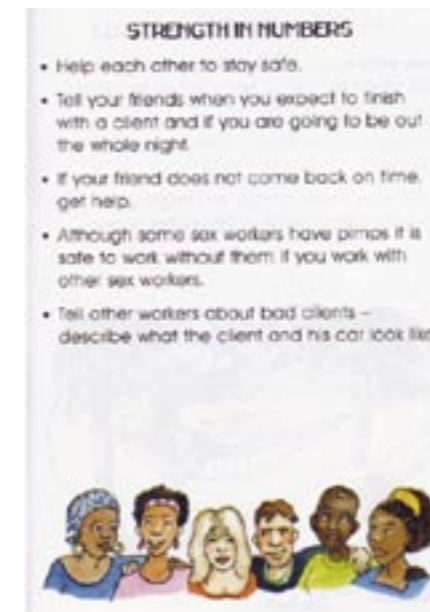 STRENGTH IN NUMBERS
• Help each other to stay safe.
• Tell your friends when you expect to finish
with a client and if you are going to be out
the whole night.
• If your friend does not come back on time,
get help.
• Although some sex workers have pimps it is
safe to work without them if you work with
other sex workers.
• Tell other workers about bad clients –
describe what the client and his car look like